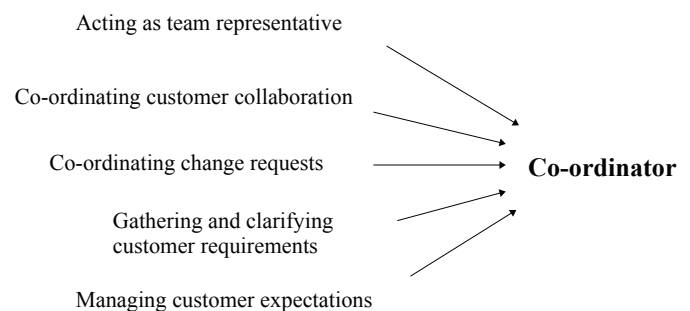 Acting as team representative
Co-ordinating customer collaboration
Co-ordinating change requests
Co-ordinator
Gathering and clarifying
customer requirements
Managing customer expectations